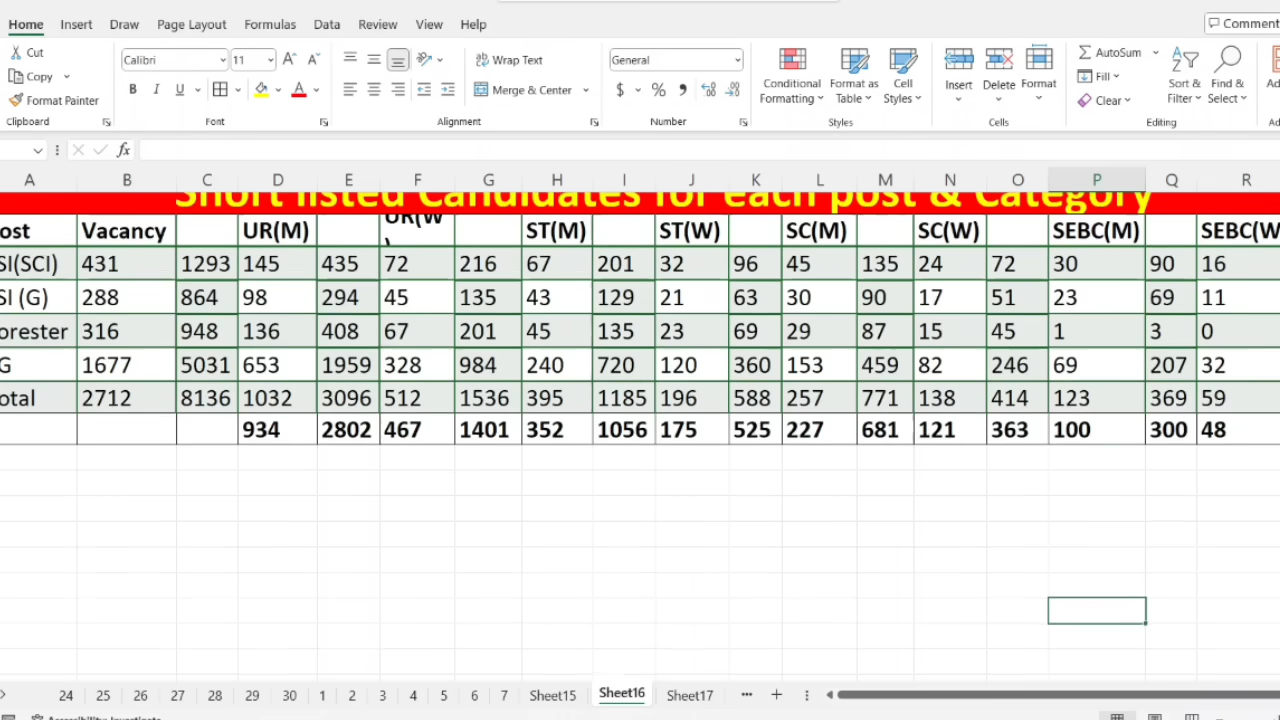 Home Insert Draw Page Layout Formulas Data Review View Help Comment
Cut
Copy
Format Painter
Calibri 11
B U A
Wrap Text
Merge & Center
General
$ %
Conditional Formatting
Format as Table
Cell Styles
Insert Delete Format
AutoSum
Fill
Clear
Sort & Filter
Find & Select
Clipboard Font Alignment Number Styles Cells Editing
fx
A B C D E F G H I J K L M N O P Q R
Short listed Candidates for each post & Category
ost Vacancy UR(M) UR(W) ST(M) ST(W) SC(M) SC(W) SEBC(M) SEBC(W
SI(SCI) 431 1293 145 435 72 216 67 201 32 96 45 135 24 72 30 90 16
SI (G) 288 864 98 294 45 135 43 129 21 63 30 90 17 51 23 69 11
orester 316 948 136 408 67 201 45 135 23 69 29 87 15 45 1 3 0
G 1677 5031 653 1959 328 984 240 720 120 360 153 459 82 246 69 207 32
otal 2712 8136 1032 3096 512 1536 395 1185 196 588 257 771 138 414 123 369 59
934 2802 467 1401 352 1056 175 525 227 681 121 363 100 300 48
24 25 26 27 28 29 30 1 2 3 4 5 6 7 Sheet15 Sheet16 Sheet17